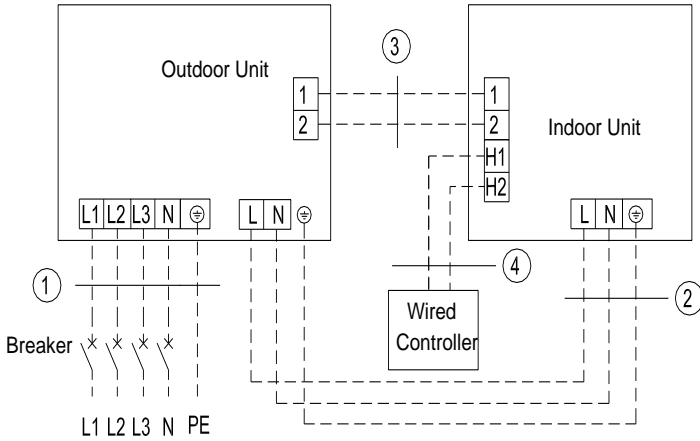 Outdoor Unit
Indoor Unit
3
1
2
1
2
H1
H2
L1 L2 L3 N ⏚
L N ⏚
L N ⏚
1
4
2
Breaker
Wired
Controller
L1 L2 L3 N PE